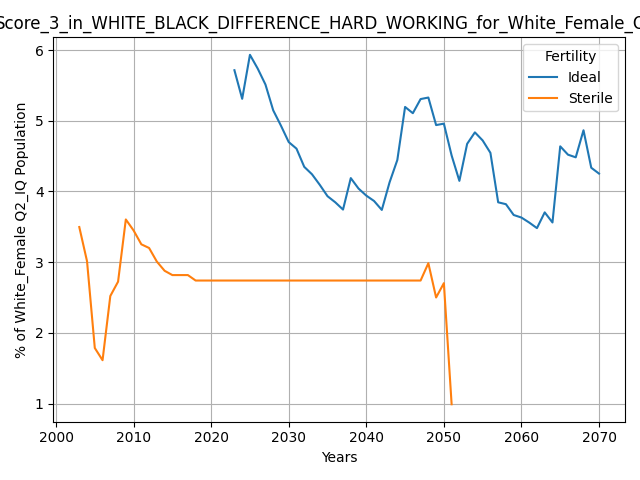 Score_3_in_WHITE_BLACK_DIFFERENCE_HARD_WORKING_for_White_Female_
Fertility
Ideal
Sterile
% of White_Female Q2_IQ Population
6
5
4
3
2
1
2000 2010 2020 2030 2040 2050 2060 2070
Years